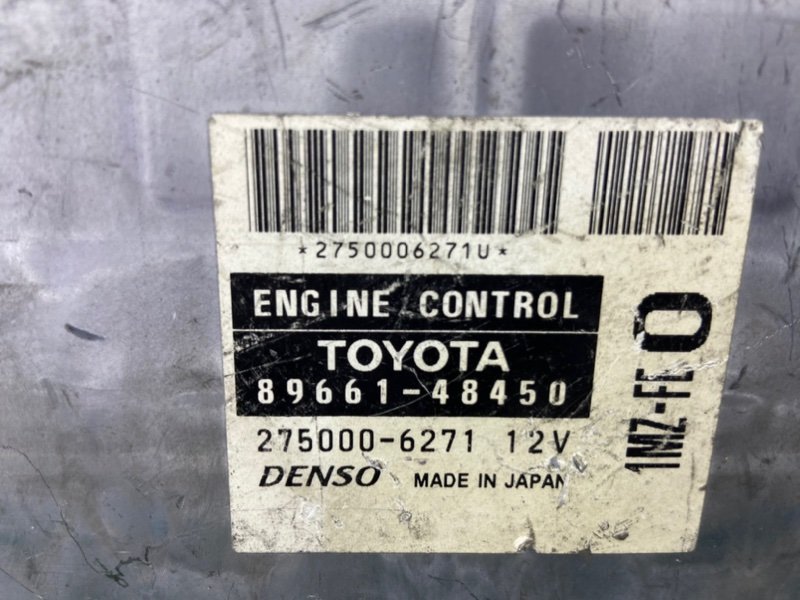 *2750006271U*
ENGINE CONTROL
TOYOTA
89661-48450
275000-6271 12V
DENSO MADE IN JAPAN
1MZ-FE O